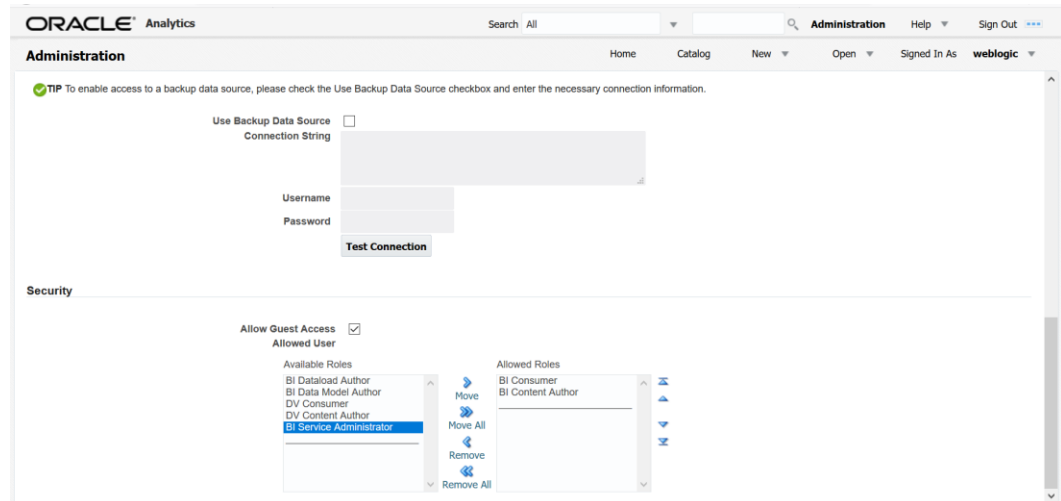 ORACLE Analytics Search All Administration Help Sign Out
Administration Home Catalog New Open Signed In As weblogic
TIP To enable access to a backup data source, please check the Use Backup Data Source checkbox and enter the necessary connection information.
Use Backup Data Source
Connection String
Username
Password
Test Connection
Security
Allow Guest Access
Allowed User
Available Roles
BI Dataload Author
BI Data Model Author
DV Consumer
DV Content Author
BI Service Administrator
Move
Move All
Remove
Remove All
Allowed Roles
BI Consumer
BI Content Author